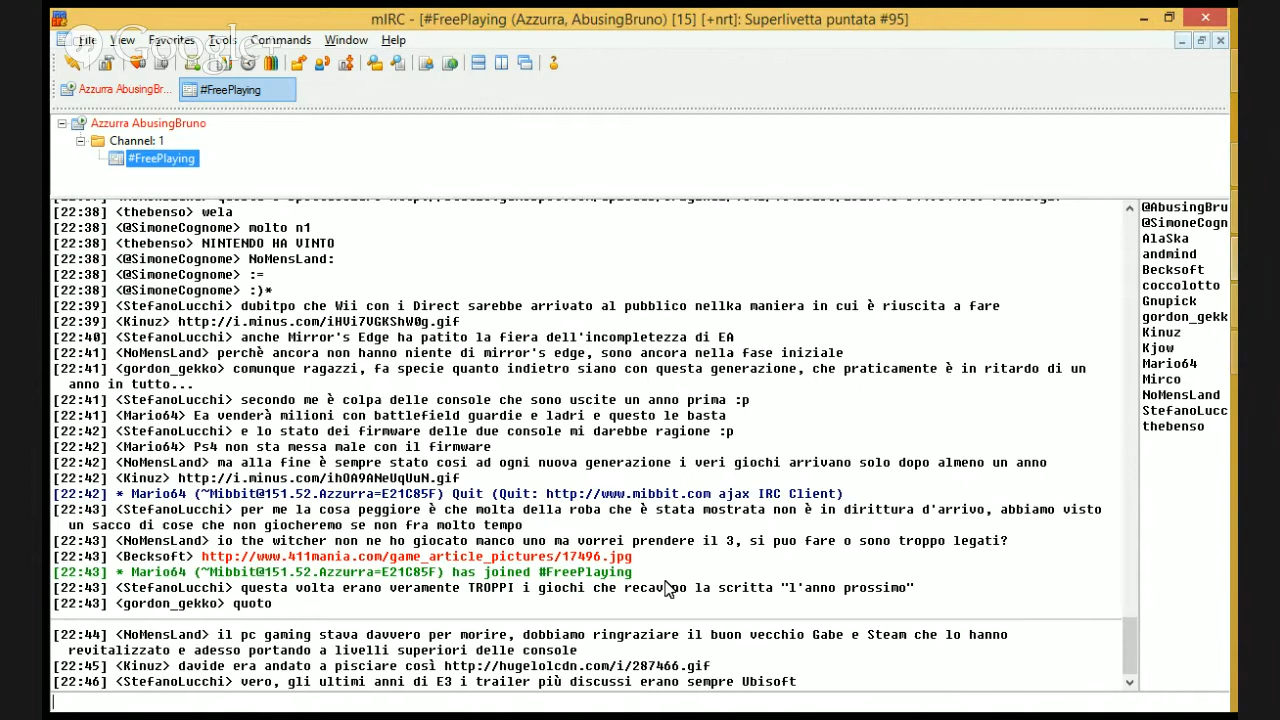 mIRC - [#FreePlaying (Azzurra, AbusingBruno) [15] [+nrt]: Superlivetta puntata #95)
Google+
File View Favorites Tools Commands Window Help
Azzurra AbusingBr... #FreePlaying
Azzurra AbusingBruno
Channel: 1
#FreePlaying
[22:38] <thebenso> wela
[22:38] <@SimoneCognome> molto n1
[22:38] <thebenso> NINTENDO HA VINTO
[22:38] <@SimoneCognome> NoMensLand:
[22:38] <@SimoneCognome> :=
[22:38] <@SimoneCognome> :)*
[22:39] <StefanoLucchi> dubitpo che Wii con i Direct sarebbe arrivato al pubblico nellka maniera in cui è riuscita a fare
[22:39] <Kinuz> http://i.minus.com/iHVi7VGKShW0g.gif
[22:40] <StefanoLucchi> anche Mirror's Edge ha patito la fiera dell'incompletezza di EA
[22:41] <NoMensLand> perchè ancora non hanno niente di mirror's edge, sono ancora nella fase iniziale
[22:41] <gordon_gekko> comunque ragazzi, fa specie quanto indietro siano con questa generazione, che praticamente è in ritardo di un
anno in tutto...
[22:41] <StefanoLucchi> secondo me è colpa delle console che sono uscite un anno prima :p
[22:41] <Mario64> Ea venderà milioni con battlefield guardie e ladri e questo le basta
[22:42] <StefanoLucchi> e lo stato dei firmware delle due console mi darebbe ragione :p
[22:42] <Mario64> Ps4 non sta messa male con il firmware
[22:42] <NoMensLand> ma alla fine è sempre stato cosi ad ogni nuova generazione i veri giochi arrivano solo dopo almeno un anno
[22:42] <Kinuz> http://i.minus.com/ihOA9ANeUqUuN.gif
[22:42] * Mario64 (~Mibbit@151.52.Azzurra=E21C85F) Quit (Quit: http://www.mibbit.com ajax IRC Client)
[22:43] <StefanoLucchi> per me la cosa peggiore è che molta della roba che è stata mostrata non è in dirittura d'arrivo, abbiamo visto
un sacco di cose che non giocheremo se non fra molto tempo
[22:43] <NoMensLand> io the witcher non ne ho giocato manco uno ma vorrei prendere il 3, si puo fare o sono troppo legati?
[22:43] <Becksoft> http://www.411mania.com/game_article_pictures/17496.jpg
[22:43] * Mario64 (~Mibbit@151.52.Azzurra=E21C85F) has joined #FreePlaying
[22:43] <StefanoLucchi> questa volta erano veramente TROPPI i giochi che recavano la scritta "l'anno prossimo"
[22:43] <gordon_gekko> quoto
[22:44] <NoMensLand> il pc gaming stava davvero per morire, dobbiamo ringraziare il buon vecchio Gabe e Steam che lo hanno
revitalizzato e adesso portando a livelli superiori delle console
[22:45] <Kinuz> davide era andato a pisciare così http://hugelolcdn.com/i/287466.gif
[22:46] <StefanoLucchi> vero, gli ultimi anni di E3 i trailer più discussi erano sempre Ubisoft
@AbusingBru
@SimoneCogn
AlaSka
andmind
Becksoft
coccolotto
Gnupick
gordon_gekk
Kinuz
Kjow
Mario64
Mirco
NoMensLand
StefanoLucc
thebenso